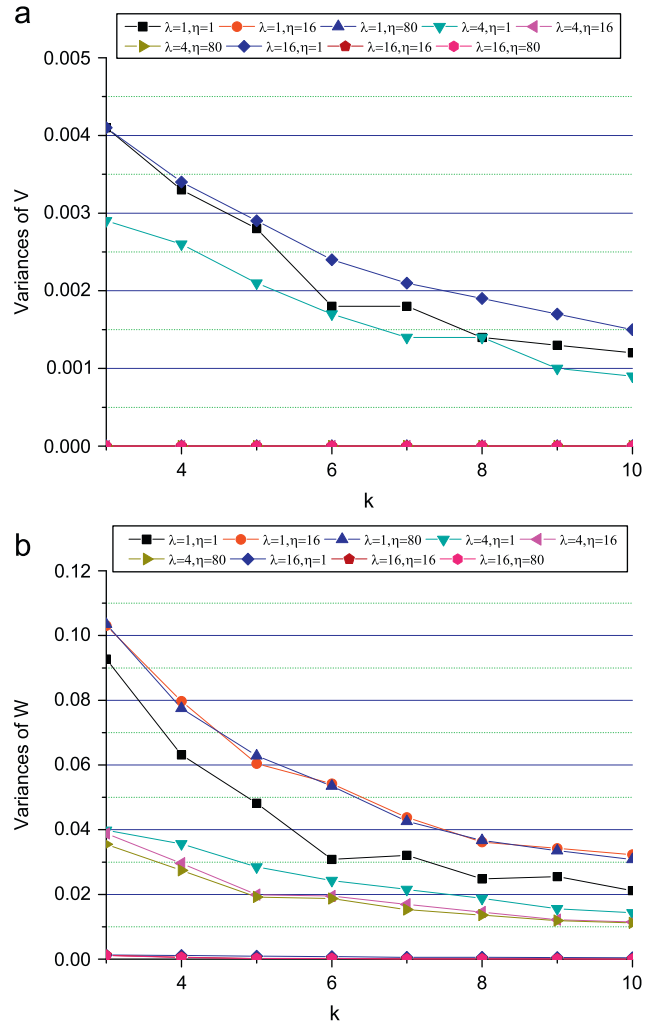 a
λ=1,η=1 λ=1,η=16 λ=1,η=80 λ=4,η=1 λ=4,η=16
λ=4,η=80 λ=16,η=1 λ=16,η=16 λ=16,η=80
0.005
0.004
0.003
0.002
0.001
0.000
Variances of V
4 6 8 10
k
b
λ=1,η=1 λ=1,η=16 λ=1,η=80 λ=4,η=1 λ=4,η=16
λ=4,η=80 λ=16,η=1 λ=16,η=16 λ=16,η=80
0.12
0.10
0.08
0.06
0.04
0.02
0.00
Variances of W
4 6 8 10
k